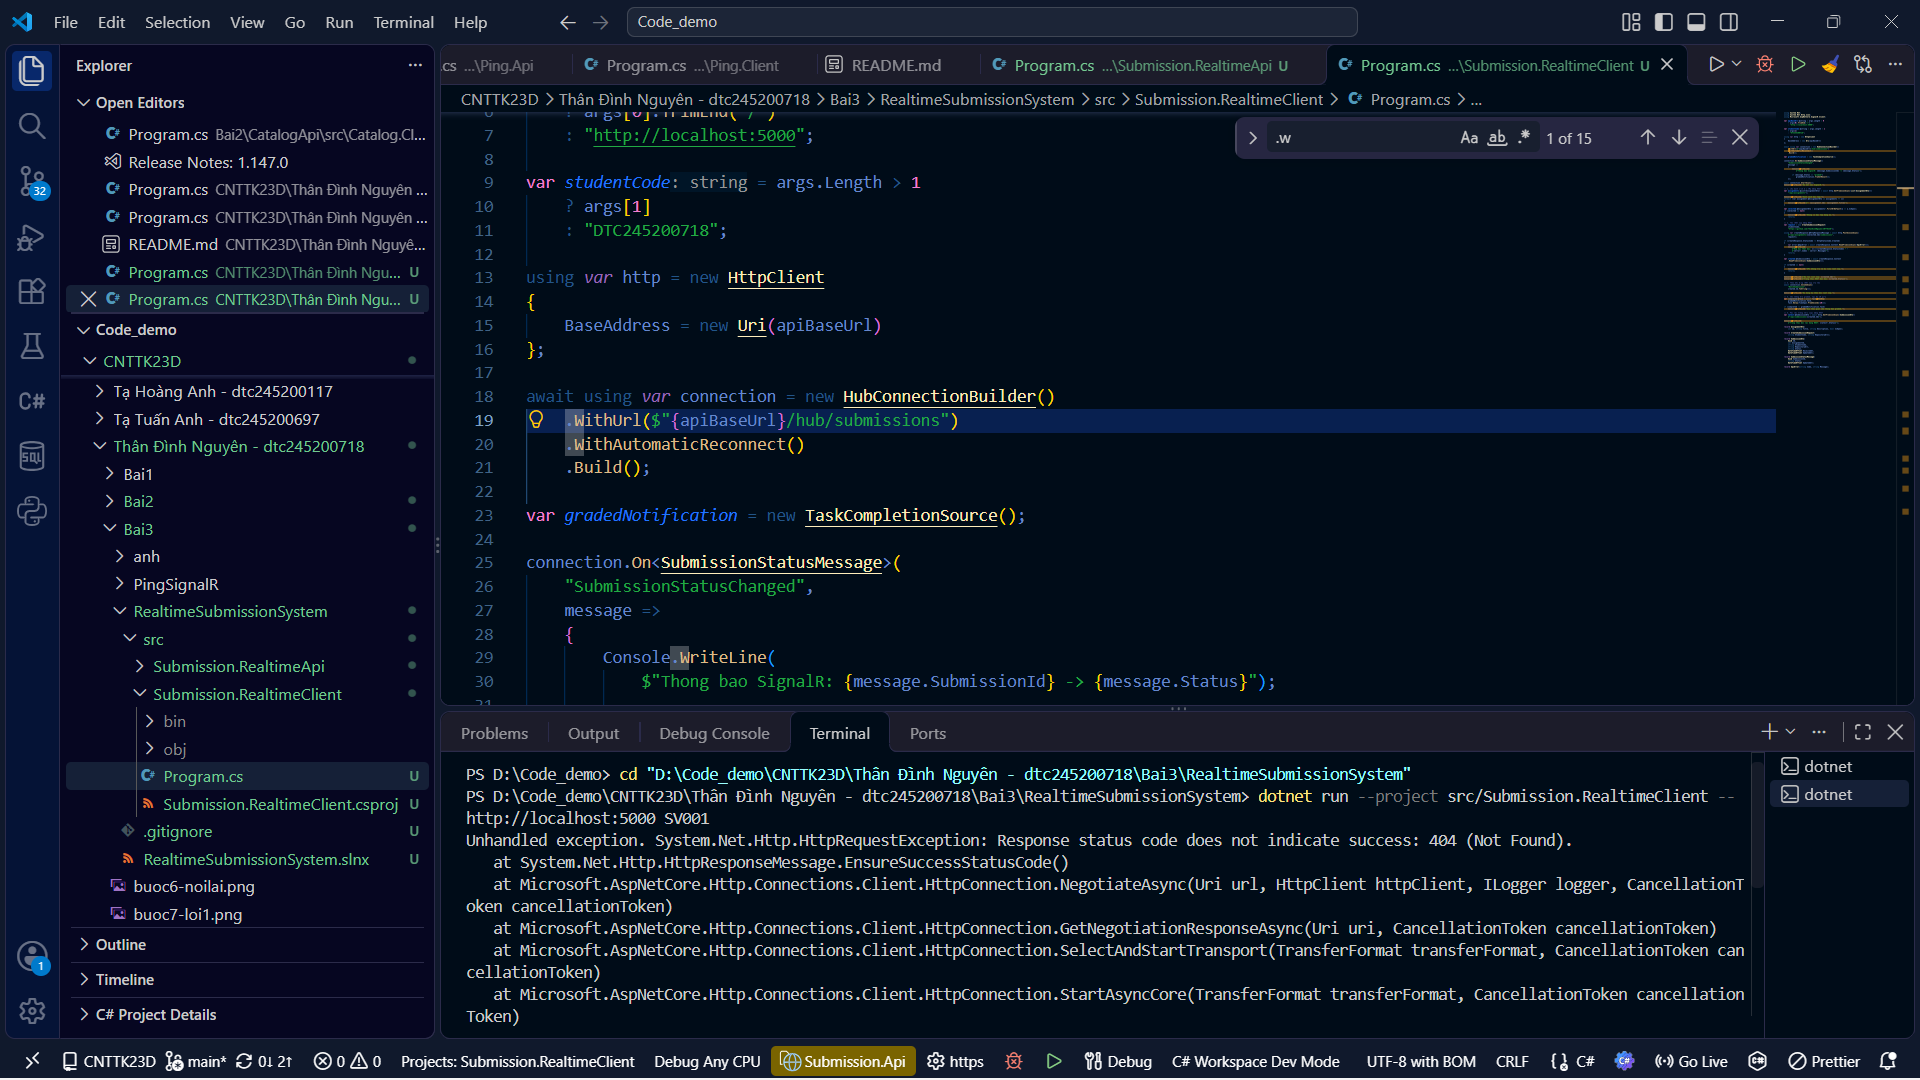 File Edit Selection View Go Run Terminal Help
Code_demo
Explorer
Open Editors
Program.cs Bai2\CatalogApi\src\Catalog.Cl...
Release Notes: 1.147.0
Program.cs CNTTK23D\Thân Đình Nguyên ...
Program.cs CNTTK23D\Thân Đình Nguyên ...
README.md CNTTK23D\Thân Đình Nguyê...
Program.cs CNTTK23D\Thân Đình Ngu... U
Program.cs CNTTK23D\Thân Đình Ngu... U
Code_demo
CNTTK23D
Tạ Hoàng Anh - dtc245200117
Tạ Tuấn Anh - dtc245200697
Thân Đình Nguyên - dtc245200718
Bai1
Bai2
Bai3
anh
PingSignalR
RealtimeSubmissionSystem
src
Submission.RealtimeApi
Submission.RealtimeClient
bin
obj
Program.cs U
Submission.RealtimeClient.csproj U
.gitignore U
RealtimeSubmissionSystem.slnx U
buoc6-noilai.png
buoc7-loi1.png
Outline
Timeline
C# Project Details
32
1
.cs ...\Ping.Api
Program.cs ...\Ping.Client
README.md
Program.cs ...\Submission.RealtimeApi U
Program.cs ...\Submission.RealtimeClient U
CNTTK23D > Thân Đình Nguyên - dtc245200718 > Bai3 > RealtimeSubmissionSystem > src > Submission.RealtimeClient > Program.cs > ...
.w
Aa ab .* 1 of 15
6 ? args[0].TrimEnd('/')
7 : "http://localhost:5000";
8
9 var studentCode: string = args.Length > 1
10 ? args[1]
11 : "DTC245200718";
12
13 using var http = new HttpClient
14 {
15 BaseAddress = new Uri(apiBaseUrl)
16 };
17
18 await using var connection = new HubConnectionBuilder()
19 .WithUrl($"{apiBaseUrl}/hub/submissions")
20 .WithAutomaticReconnect()
21 .Build();
22
23 var gradedNotification = new TaskCompletionSource();
24
25 connection.On<SubmissionStatusMessage>(
26 "SubmissionStatusChanged",
27 message =>
28 {
29 Console.WriteLine(
30 $"Thong bao SignalR: {message.SubmissionId} -> {message.Status}");
31
Problems Output Debug Console Terminal Ports
PS D:\Code_demo> cd "D:\Code_demo\CNTTK23D\Thân Đình Nguyên - dtc245200718\Bai3\RealtimeSubmissionSystem"
PS D:\Code_demo\CNTTK23D\Thân Đình Nguyên - dtc245200718\Bai3\RealtimeSubmissionSystem> dotnet run --project src/Submission.RealtimeClient --
http://localhost:5000 SV001
Unhandled exception. System.Net.Http.HttpRequestException: Response status code does not indicate success: 404 (Not Found).
at System.Net.Http.HttpResponseMessage.EnsureSuccessStatusCode()
at Microsoft.AspNetCore.Http.Connections.Client.HttpConnection.NegotiateAsync(Uri url, HttpClient httpClient, ILogger logger, CancellationT
oken cancellationToken)
at Microsoft.AspNetCore.Http.Connections.Client.HttpConnection.GetNegotiationResponseAsync(Uri uri, CancellationToken cancellationToken)
at Microsoft.AspNetCore.Http.Connections.Client.HttpConnection.SelectAndStartTransport(TransferFormat transferFormat, CancellationToken can
cellationToken)
at Microsoft.AspNetCore.Http.Connections.Client.HttpConnection.StartAsyncCore(TransferFormat transferFormat, CancellationToken cancellation
Token)
dotnet
dotnet
CNTTK23D main* 0↓ 2↑ 0 0 Projects: Submission.RealtimeClient Debug Any CPU Submission.Api https Debug C# Workspace Dev Mode UTF-8 with BOM CRLF C# Go Live Prettier